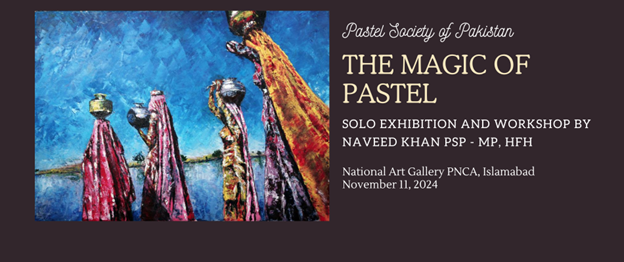 Pastel Society of Pakistan
THE MAGIC OF
PASTEL
SOLO EXHIBITION AND WORKSHOP BY
NAVEED KHAN PSP - MP, HFH
National Art Gallery PNCA, Islamabad
November 11, 2024